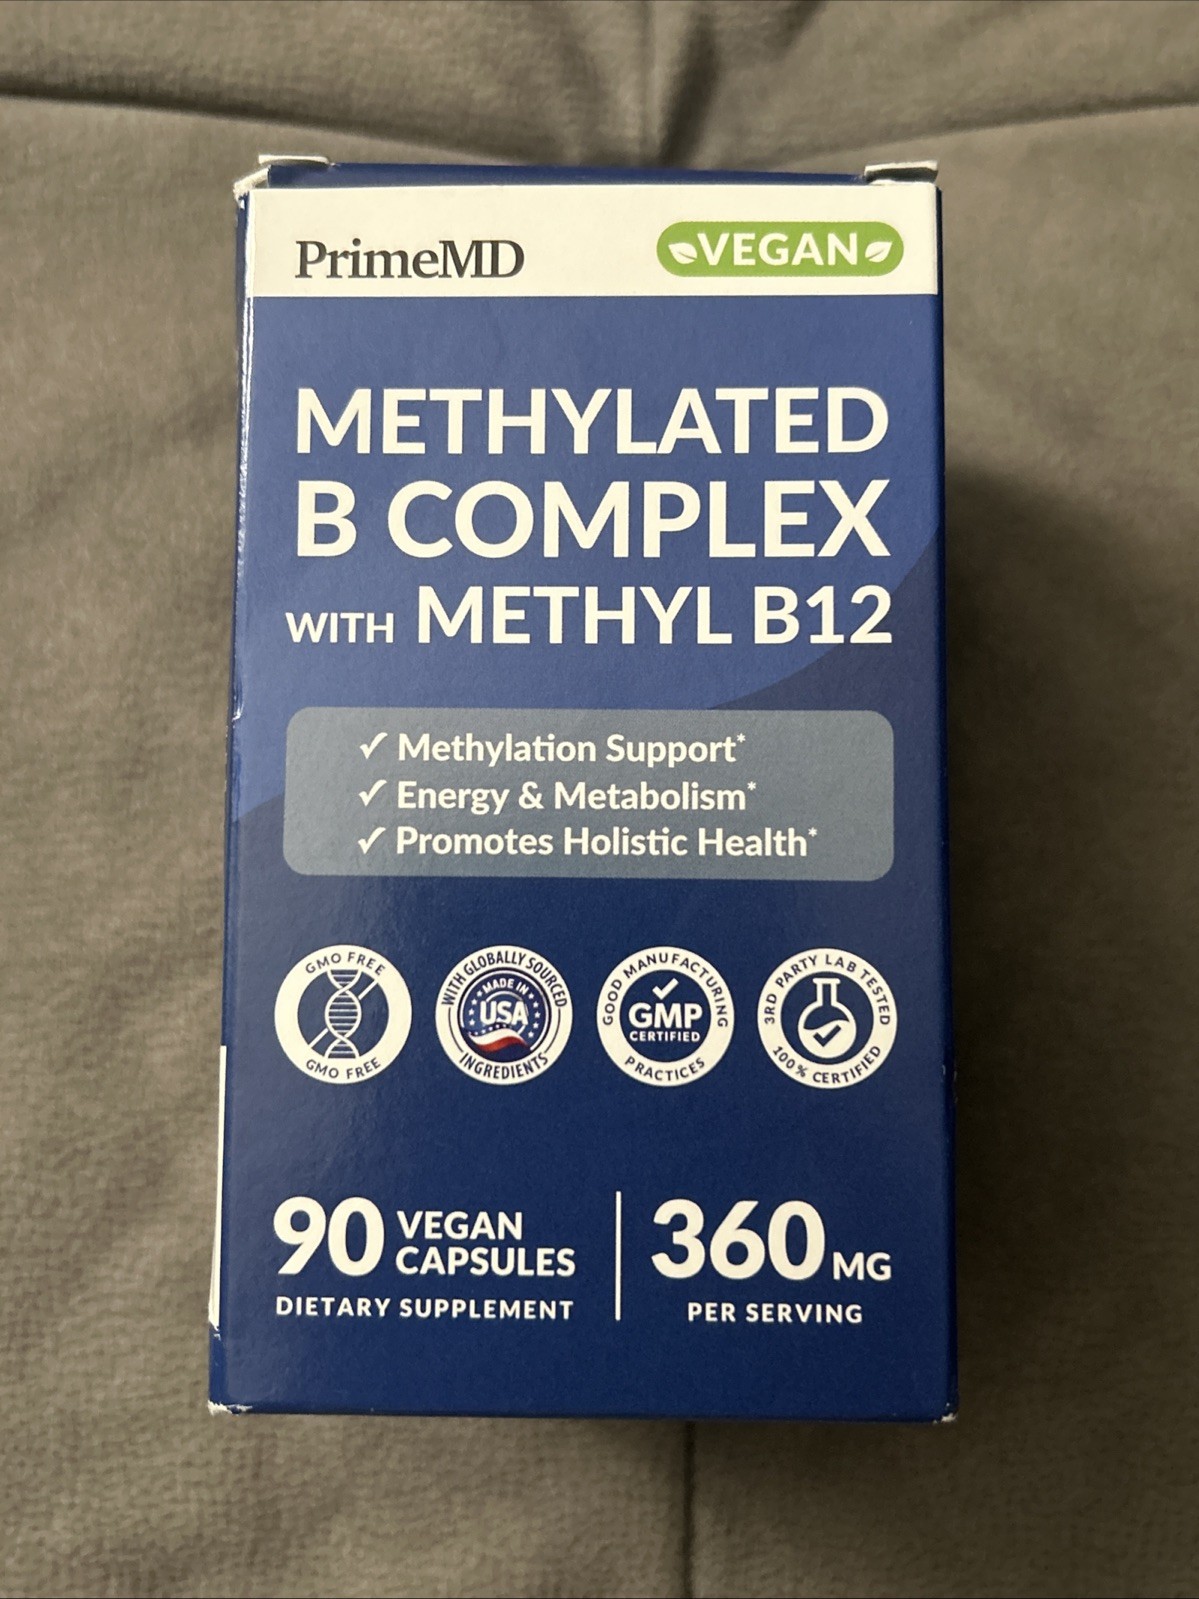 PrimeMD
VEGAN
METHYLATED
B COMPLEX
WITH METHYL B12
✓ Methylation Support*
✓ Energy & Metabolism*
✓ Promotes Holistic Health*
GMO FREE
GMO FREE
WITH GLOBALLY SOURCED
MADE IN
USA
INGREDIENTS
GOOD MANUFACTURING
GMP
CERTIFIED
PRACTICES
3RD PARTY LAB TESTED
100% CERTIFIED
90 VEGAN
CAPSULES
DIETARY SUPPLEMENT
360 MG
PER SERVING